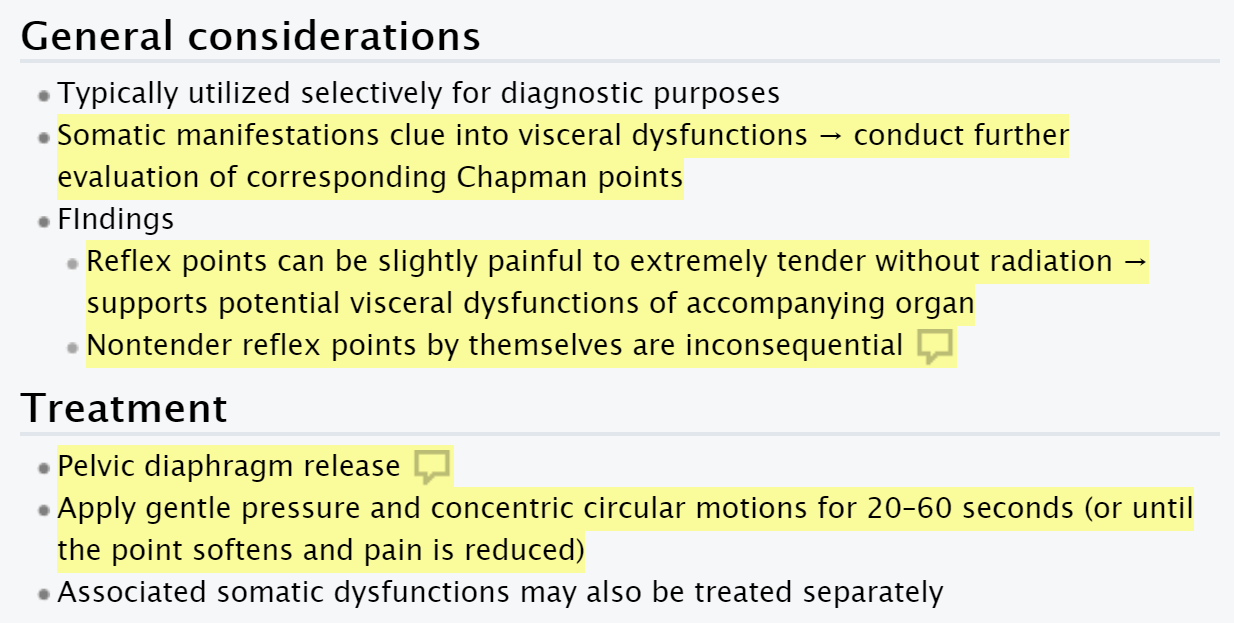 General considerations
Typically utilized selectively for diagnostic purposes
Somatic manifestations clue into visceral dysfunctions → conduct further
evaluation of corresponding Chapman points
FIndings
Reflex points can be slightly painful to extremely tender without radiation →
supports potential visceral dysfunctions of accompanying organ
Nontender reflex points by themselves are inconsequential
Treatment
Pelvic diaphragm release
Apply gentle pressure and concentric circular motions for 20–60 seconds (or until
the point softens and pain is reduced)
Associated somatic dysfunctions may also be treated separately